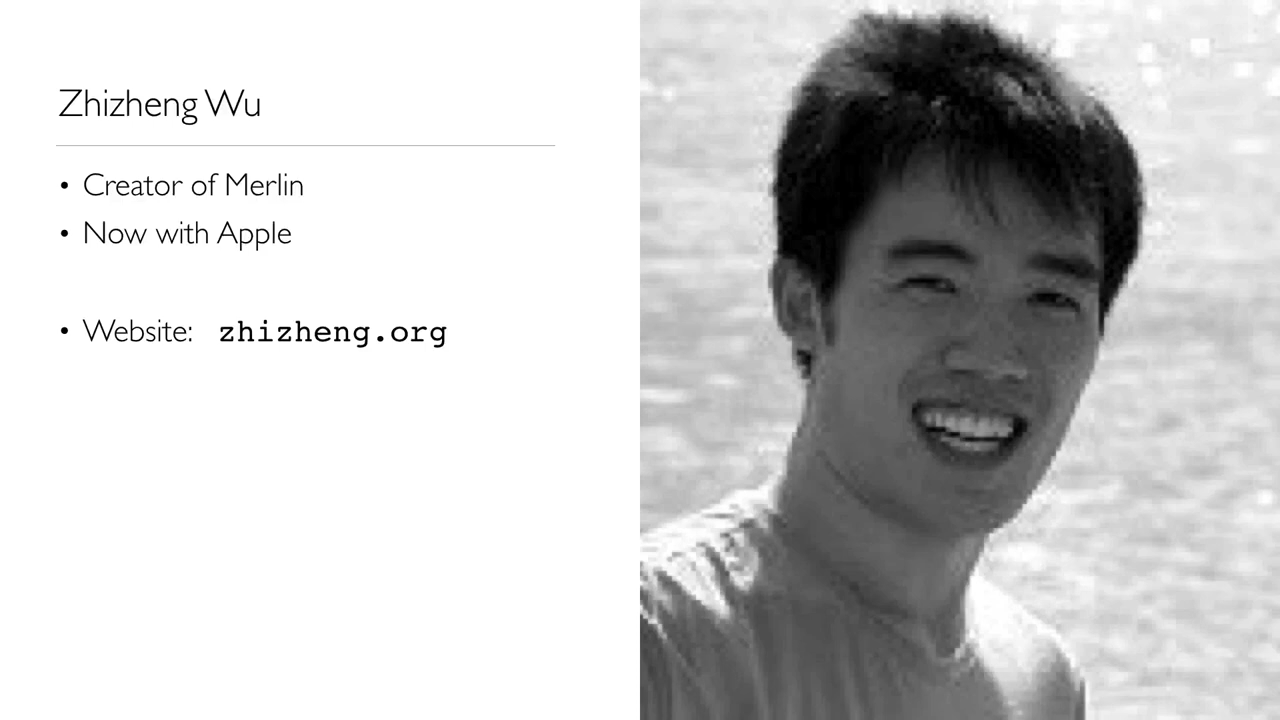 Zhizheng Wu
• Creator of Merlin
• Now with Apple
• Website: zhizheng.org